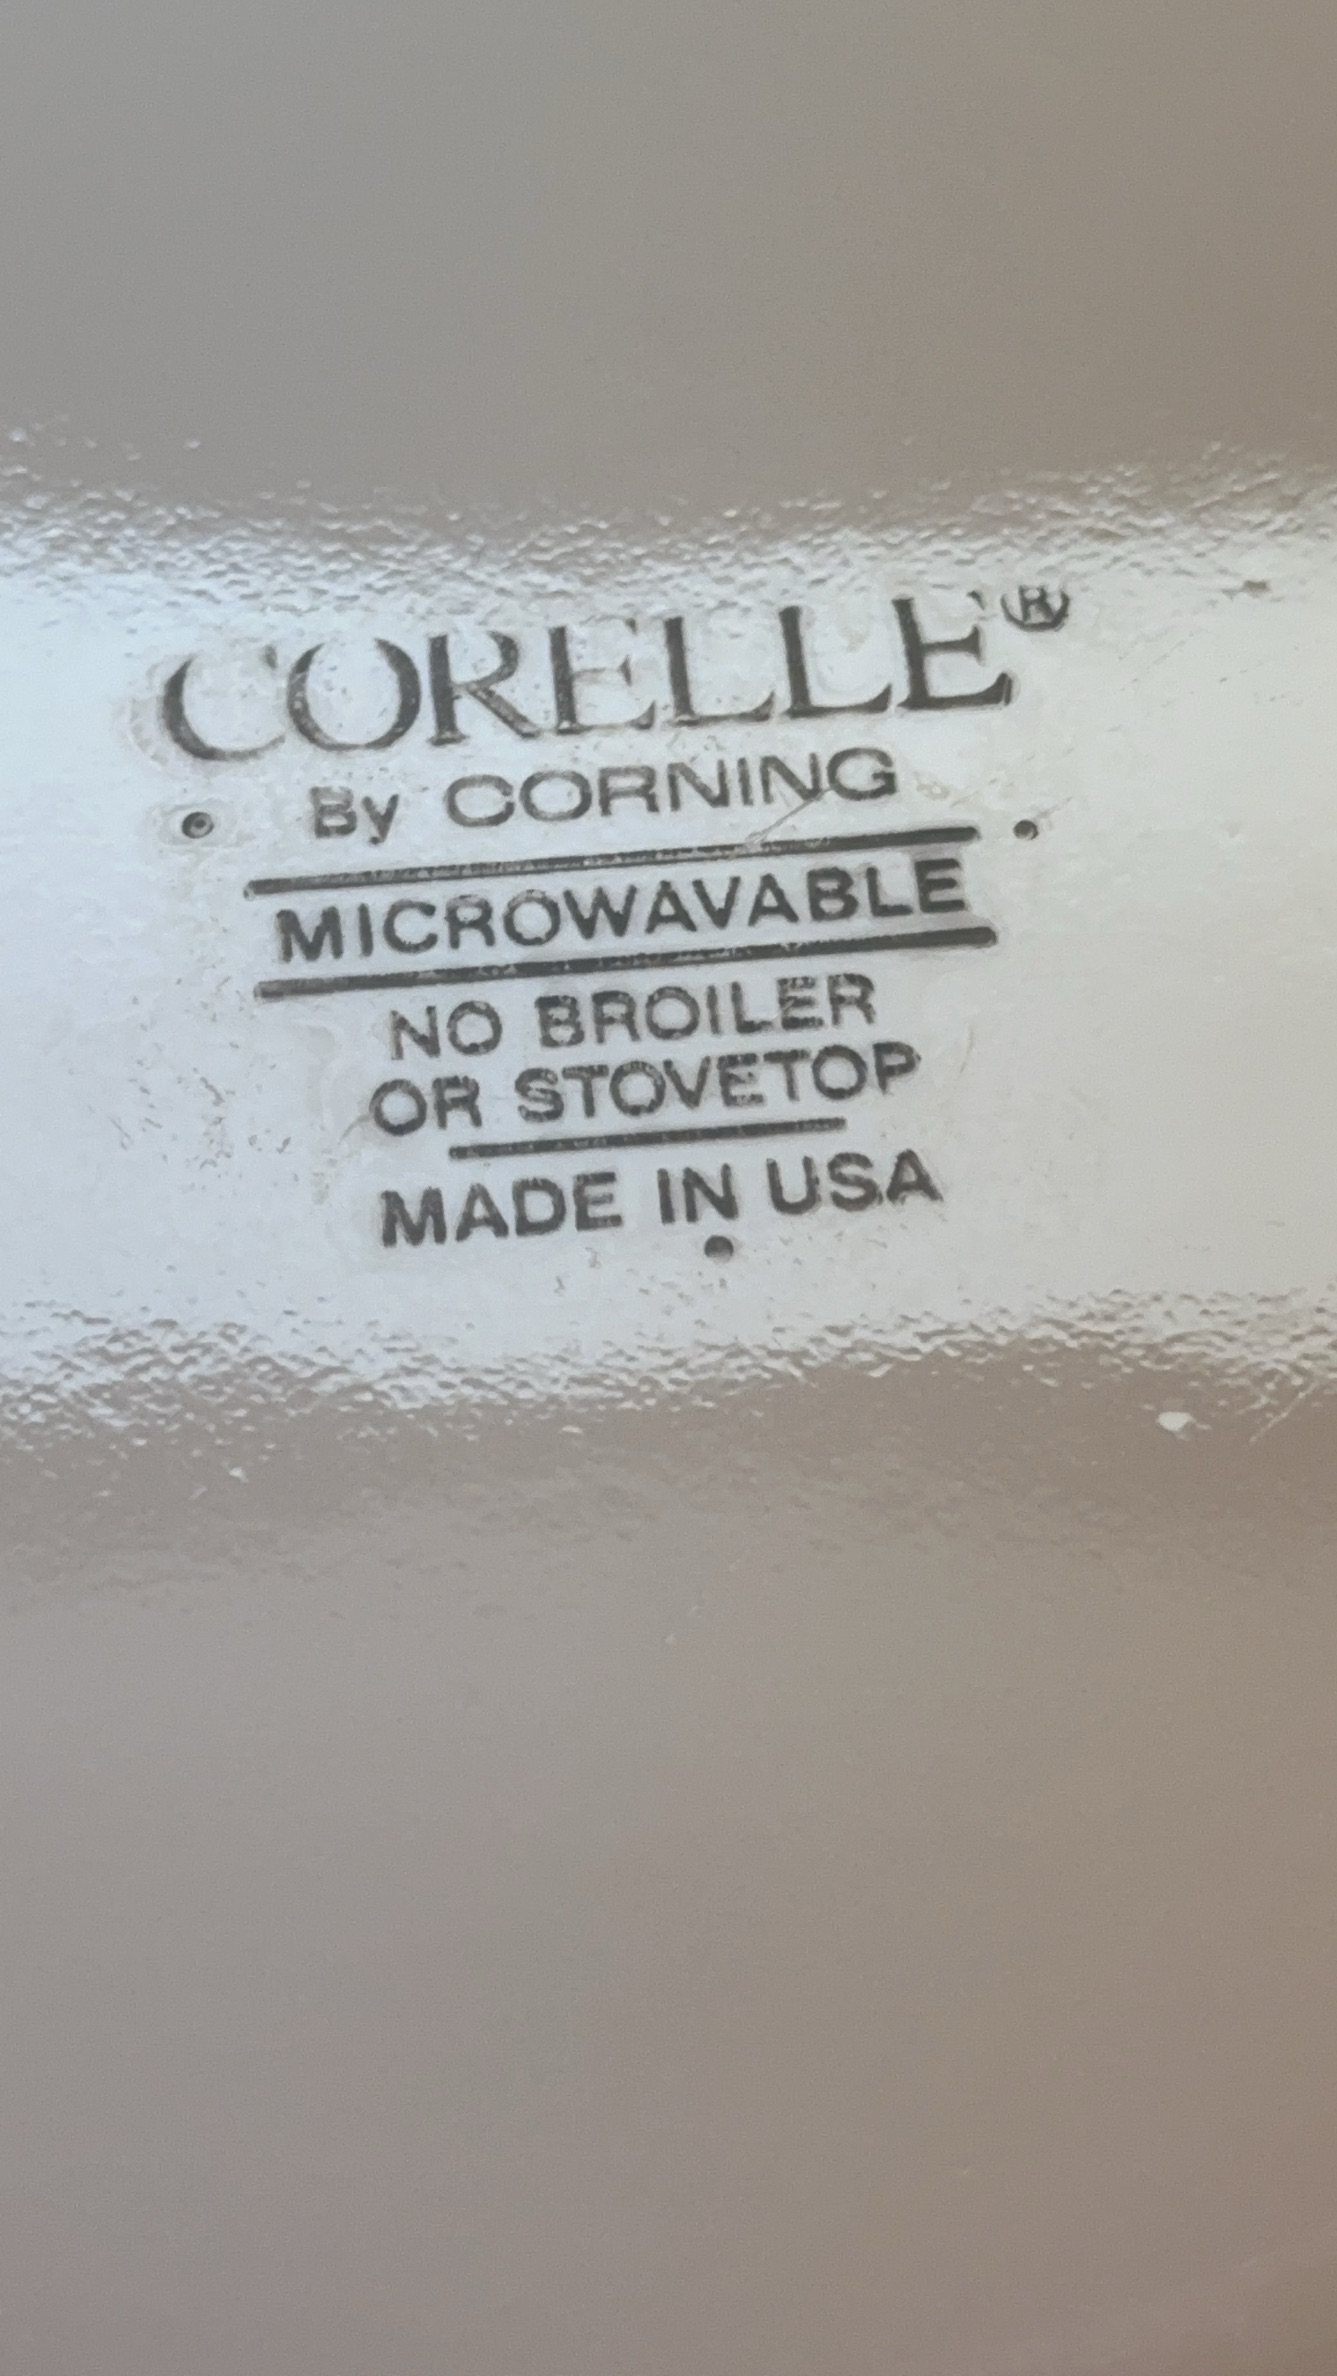 CORELLE®
By CORNING
MICROWAVABLE
NO BROILER
OR STOVETOP
MADE IN USA